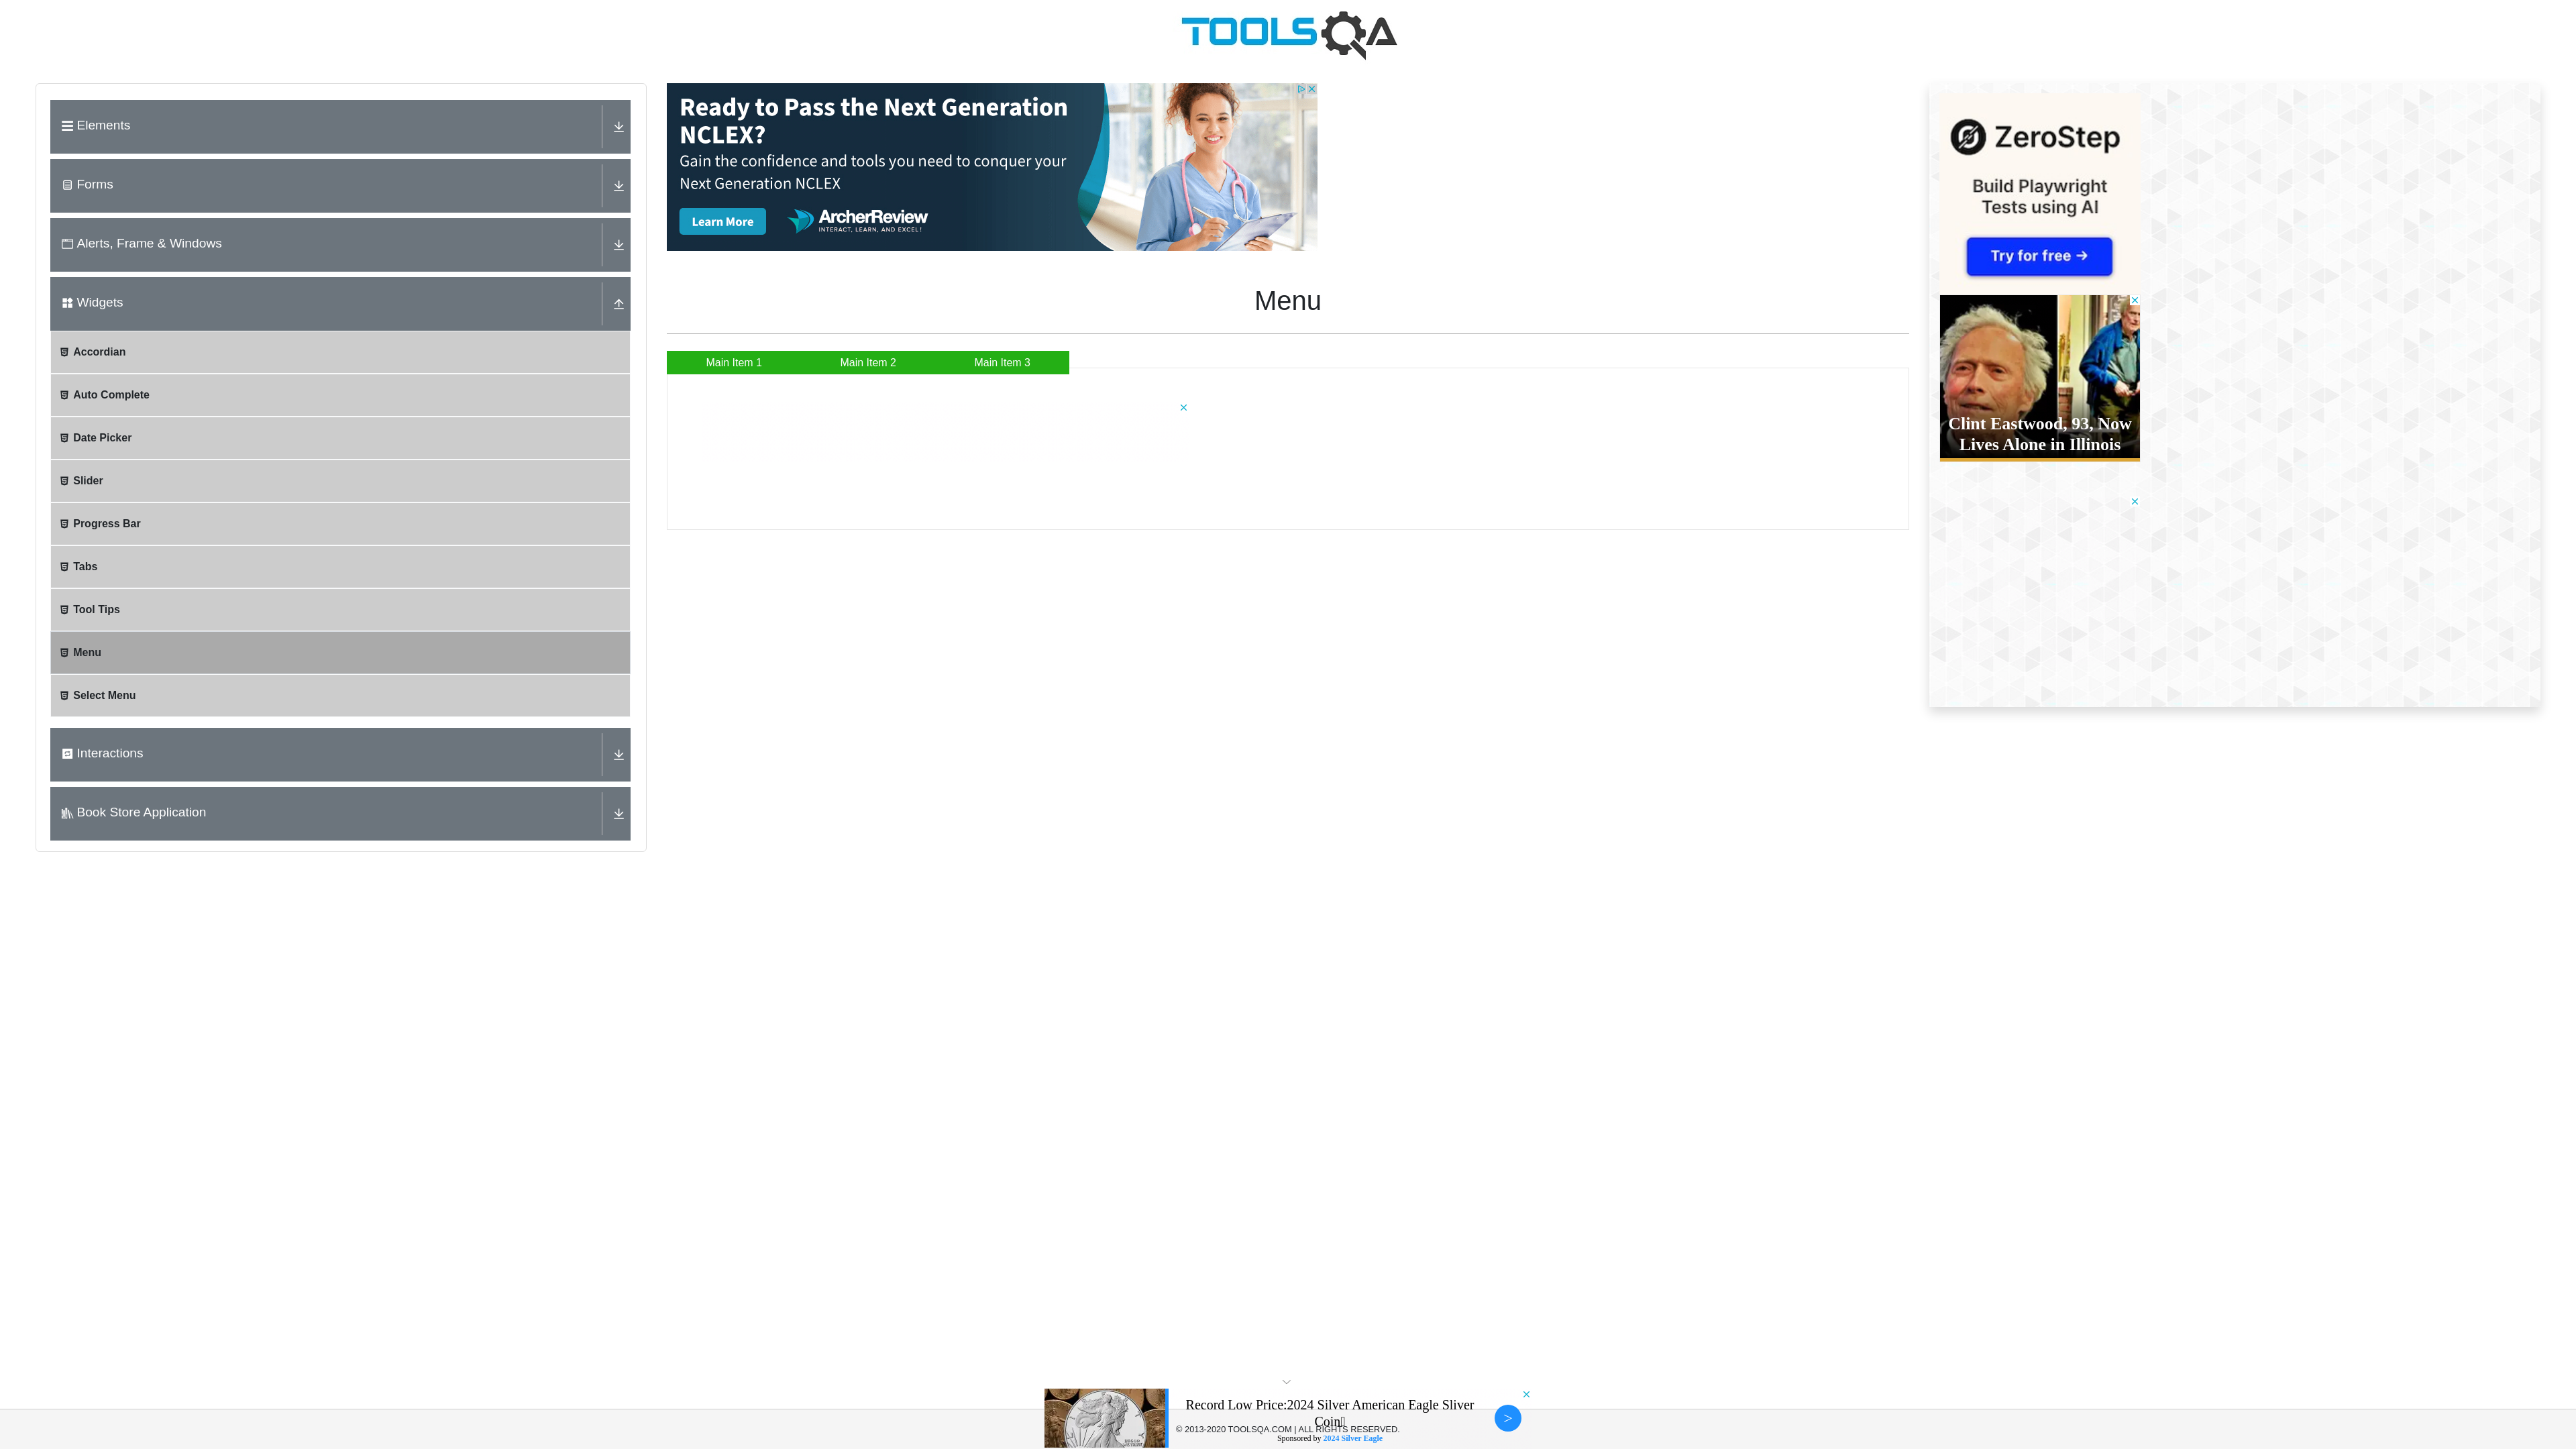 TOOLSQA
Elements
Forms
Alerts, Frame & Windows
Widgets
Accordian
Auto Complete
Date Picker
Slider
Progress Bar
Tabs
Tool Tips
Menu
Select Menu
Interactions
Book Store Application
Ready to Pass the Next Generation
NCLEX?
Gain the confidence and tools you need to conquer your
Next Generation NCLEX
Learn More
ArcherReview
INTERACT, LEARN, AND EXCEL!
Menu
Main Item 1
Main Item 2
Main Item 3
ZeroStep
Build Playwright
Tests using AI
Try for free →
Clint Eastwood, 93, Now
Lives Alone in Illinois
Record Low Price:2024 Silver American Eagle Sliver
Coin
© 2013-2020 TOOLSQA.COM | ALL RIGHTS RESERVED.
Sponsored by 2024 Silver Eagle
>